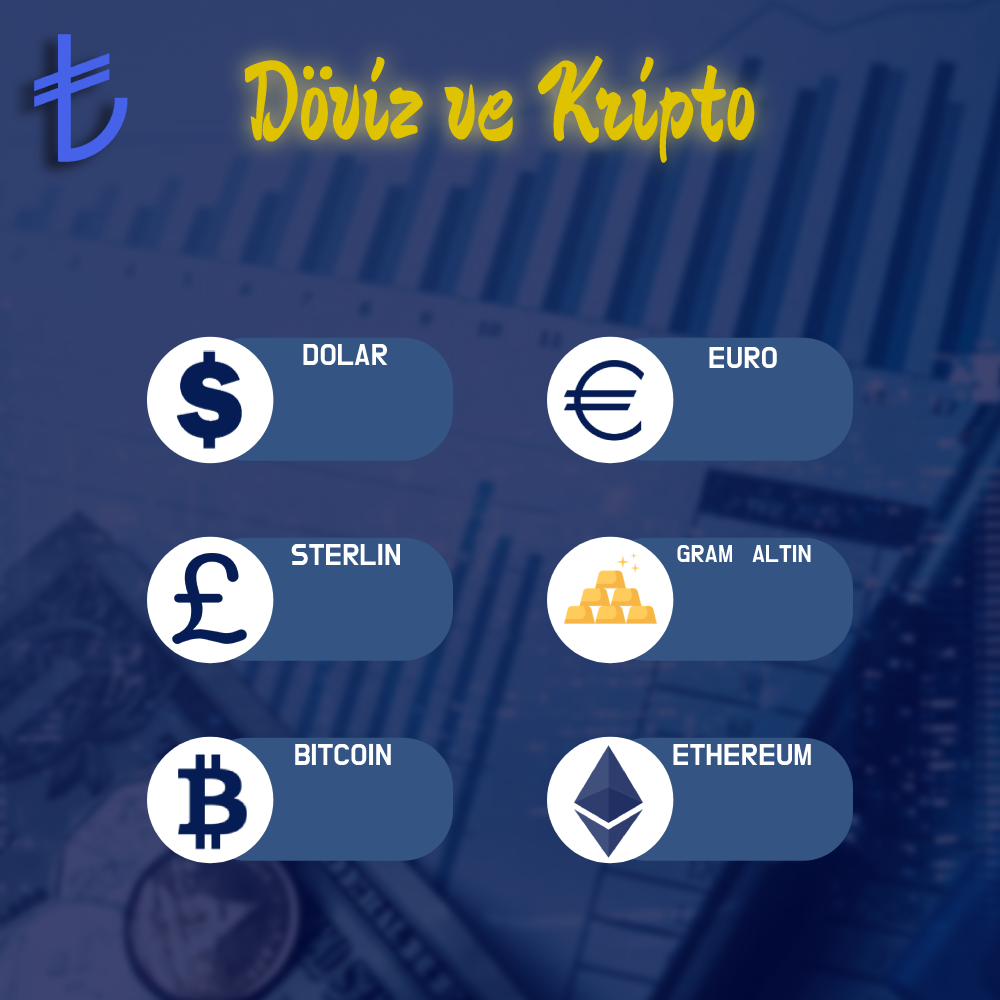 Döviz ve Kripto
DOLAR
EURO
STERLIN
GRAM ALTIN
BITCOIN
ETHEREUM